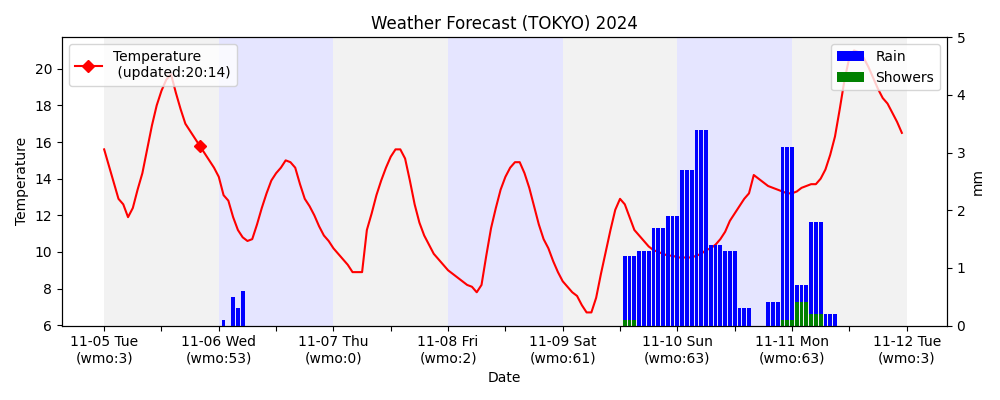 Weather Forecast (TOKYO) 2024
Temperature
(updated:20:14)
Rain
Showers
Temperature
20
18
16
14
12
10
8
6
5
4
3
2
1
0
mm
11-05 Tue
(wmo:3)
11-06 Wed
(wmo:53)
11-07 Thu
(wmo:0)
11-08 Fri
(wmo:2)
11-09 Sat
(wmo:61)
11-10 Sun
(wmo:63)
11-11 Mon
(wmo:63)
11-12 Tue
(wmo:3)
Date